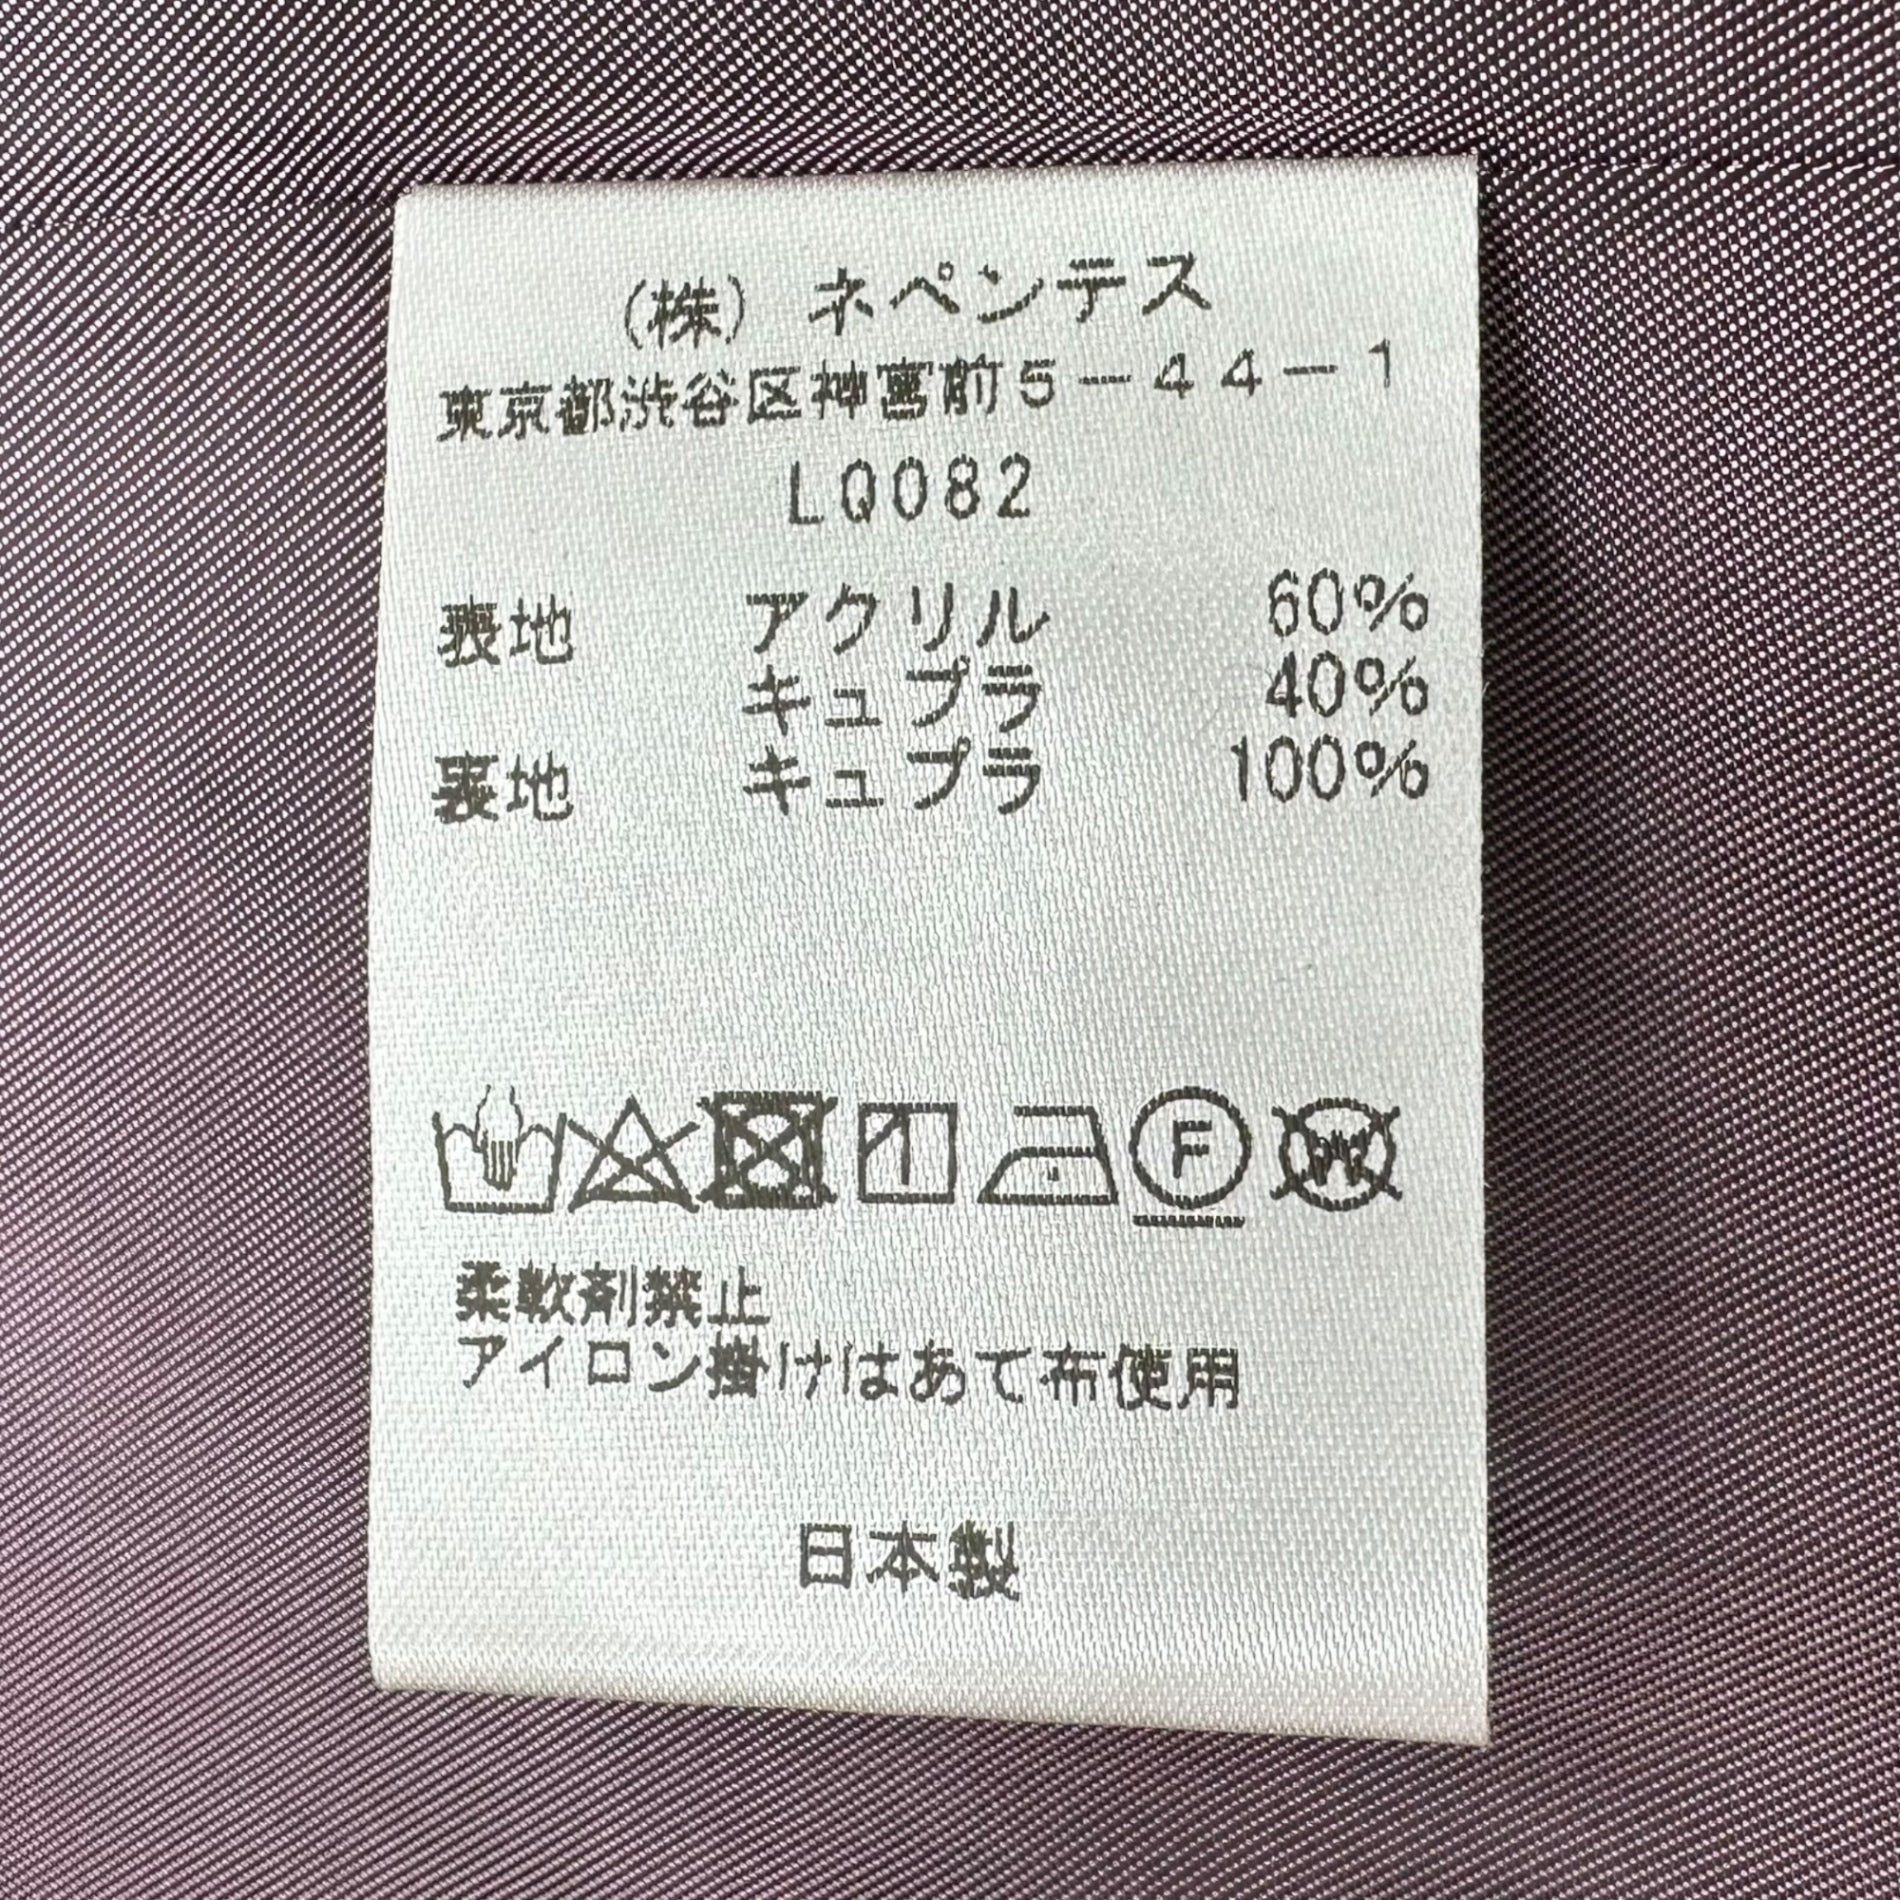 (株) ネペンテス
東京都渋谷区神宮前5－44－1
LQ082
表地 アクリル 60%
キュプラ 40%
裏地 キュプラ 100%
F W
柔軟剤禁止
アイロン掛けはあて布使用
日本製